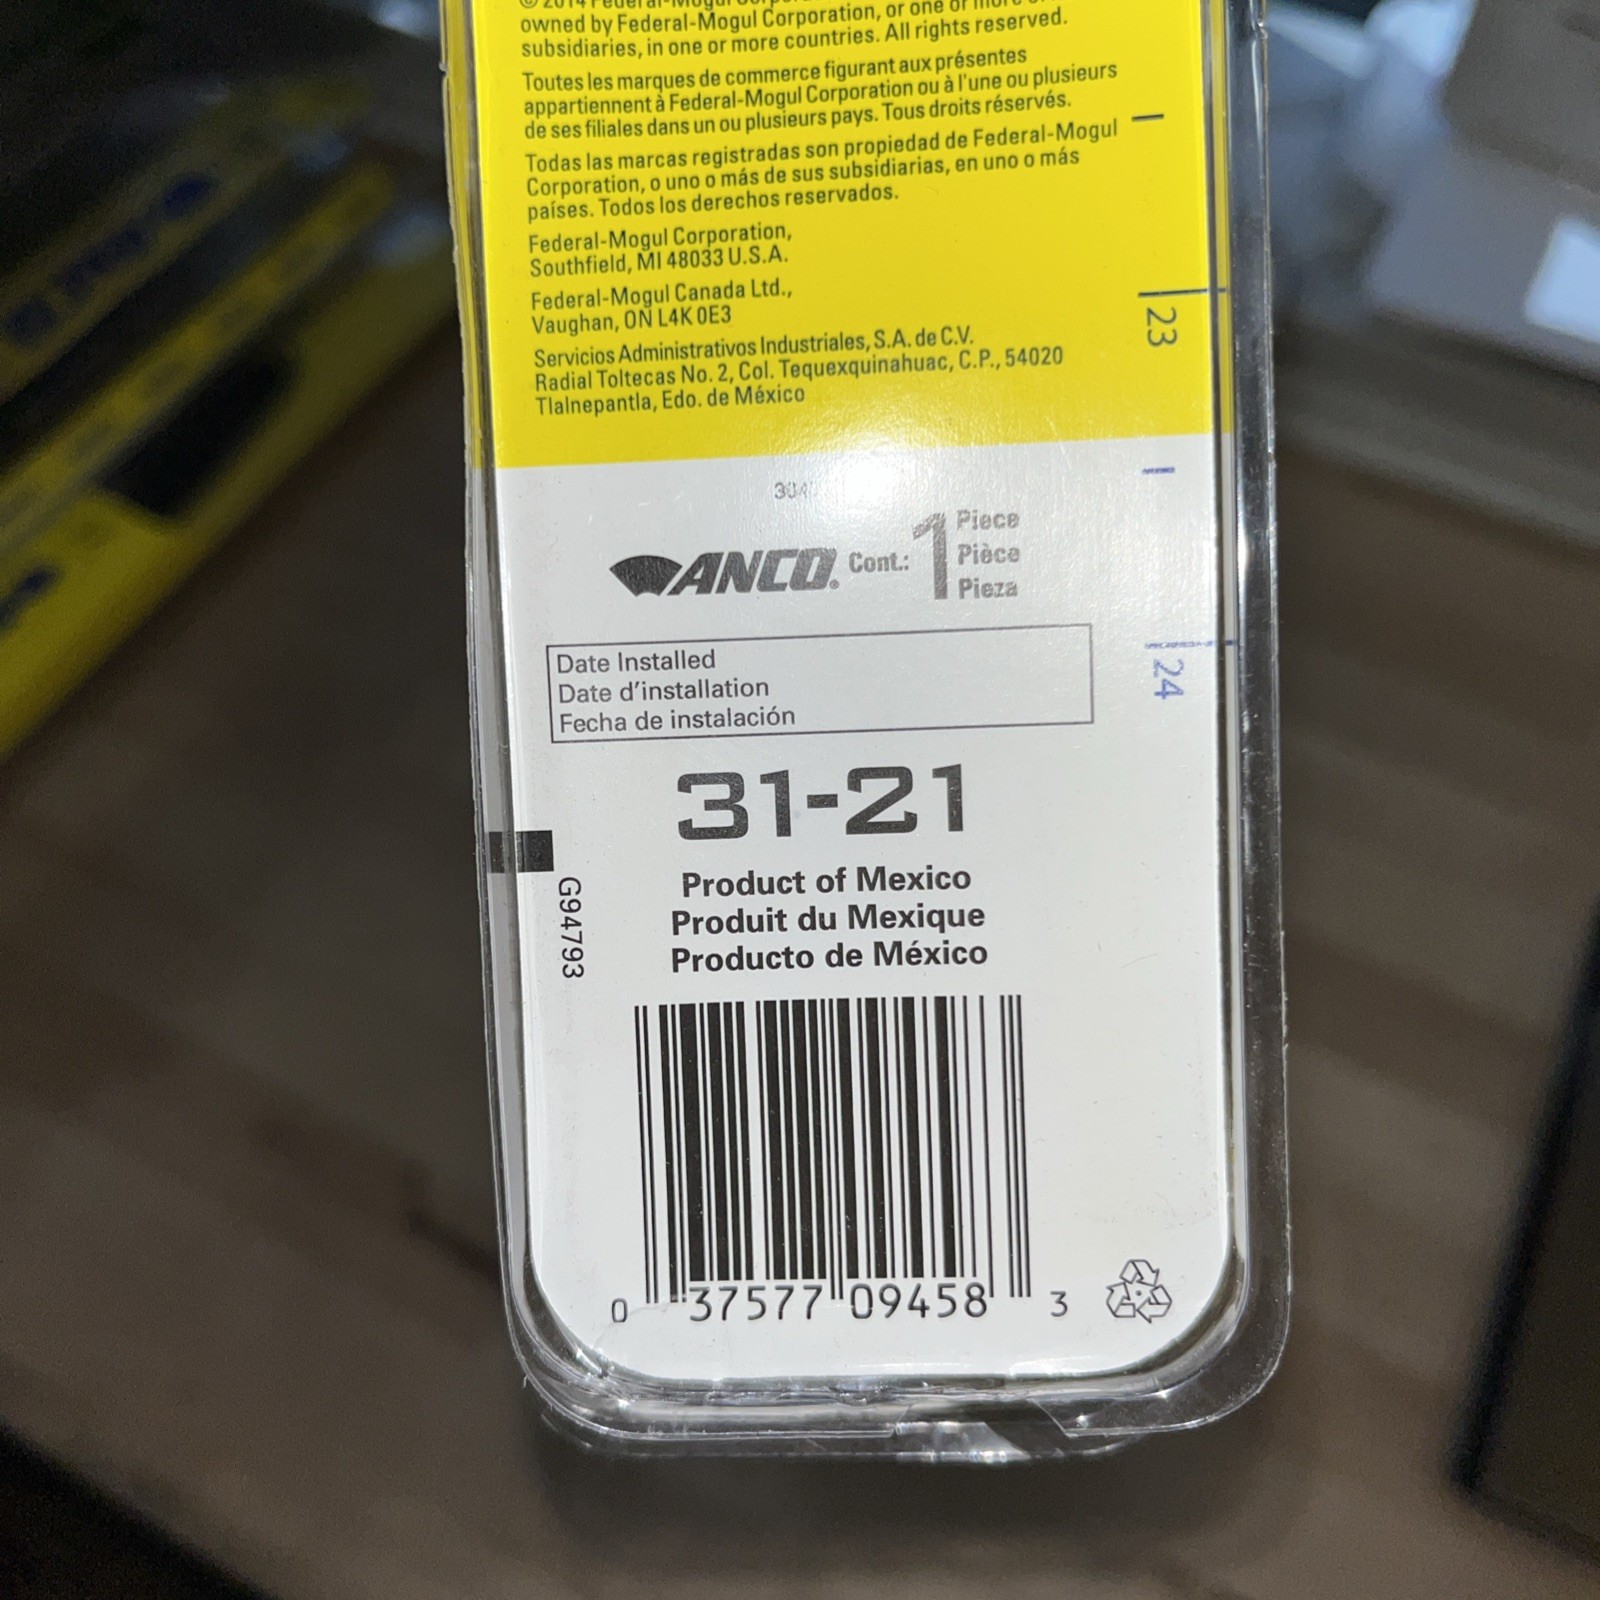 © 2014 Federal-Mogul
owned by Federal-Mogul Corporation, or one or more
subsidiaries, in one or more countries. All rights reserved.
Toutes les marques de commerce figurant aux présentes
appartiennent à Federal-Mogul Corporation ou à l'une ou plusieurs
de ses filiales dans un ou plusieurs pays. Tous droits réservés.
Todas las marcas registradas son propiedad de Federal-Mogul
Corporation, o uno o más de sus subsidiarias, en uno o más
países. Todos los derechos reservados.
Federal-Mogul Corporation,
Southfield, MI 48033 U.S.A.
Federal-Mogul Canada Ltd.,
Vaughan, ON L4K 0E3
Servicios Administrativos Industriales, S.A. de C.V.
Radial Toltecas No. 2, Col. Tequexquinahuac, C.P., 54020
Tlalnepantla, Edo. de México
23
ANCO® Cont.: 1 Piece
Pièce
Pieza
Date Installed
Date d'installation
Fecha de instalación
24
31-21
Product of Mexico
Produit du Mexique
Producto de México
G94793
0 37577 09458 3